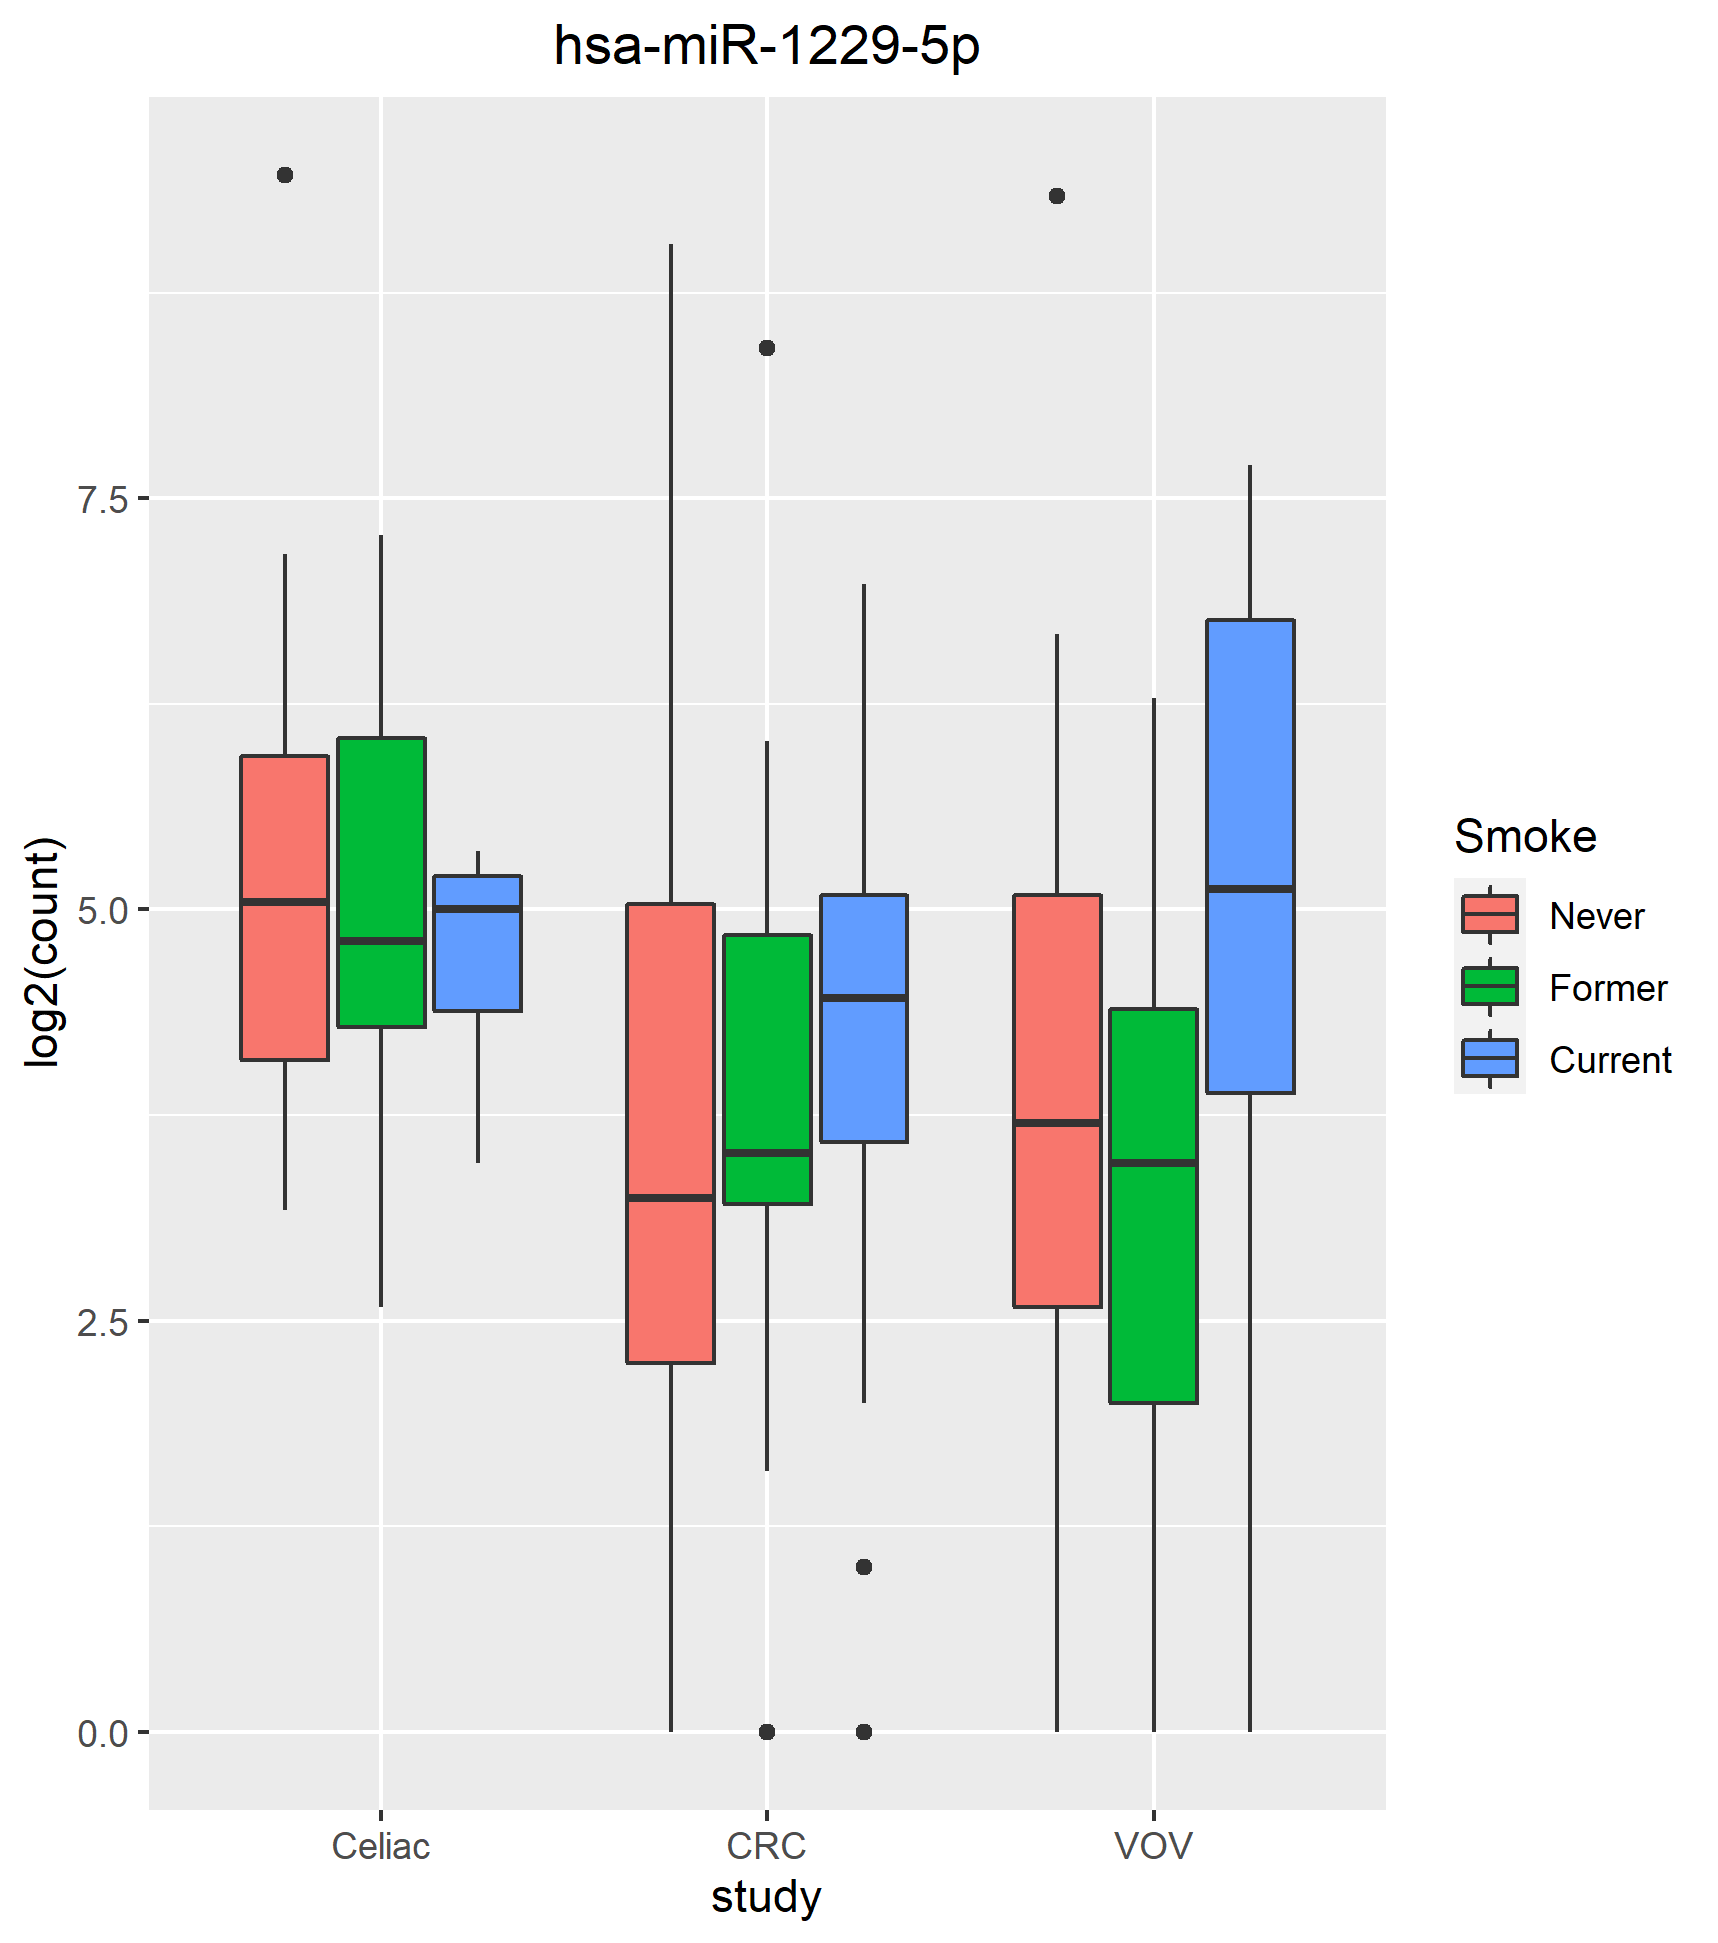 hsa-miR-1229-5p
log2(count)
7.5
5.0
2.5
0.0
Celiac
CRC
VOV
study
Smoke
Never
Former
Current